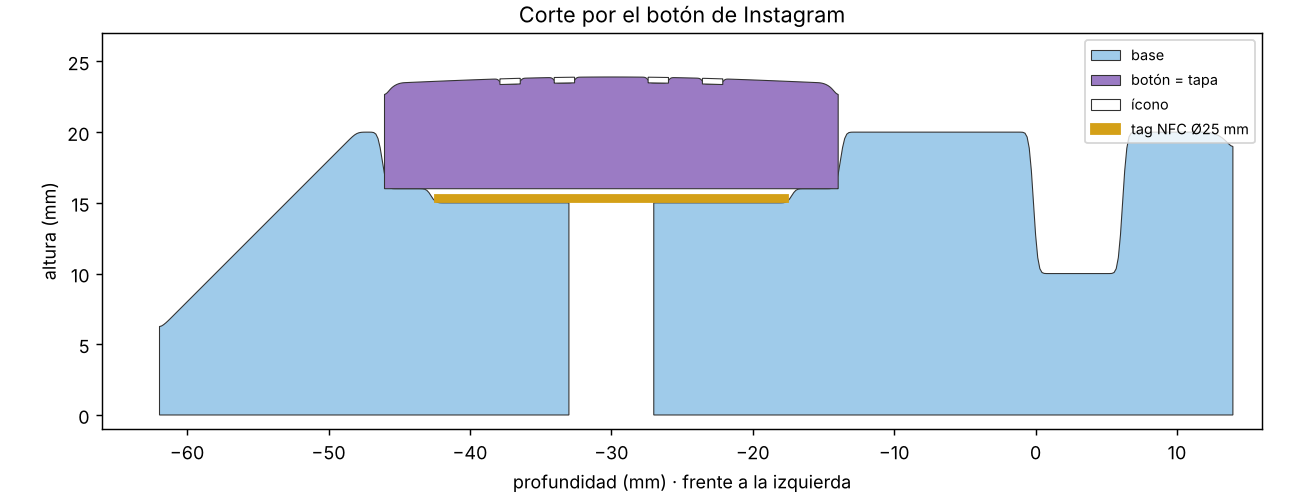 Corte por el botón de Instagram
base
botón = tapa
ícono
tag NFC Ø25 mm
altura (mm)
25
20
15
10
5
0
−60 −50 −40 −30 −20 −10 0 10
profundidad (mm) · frente a la izquierda